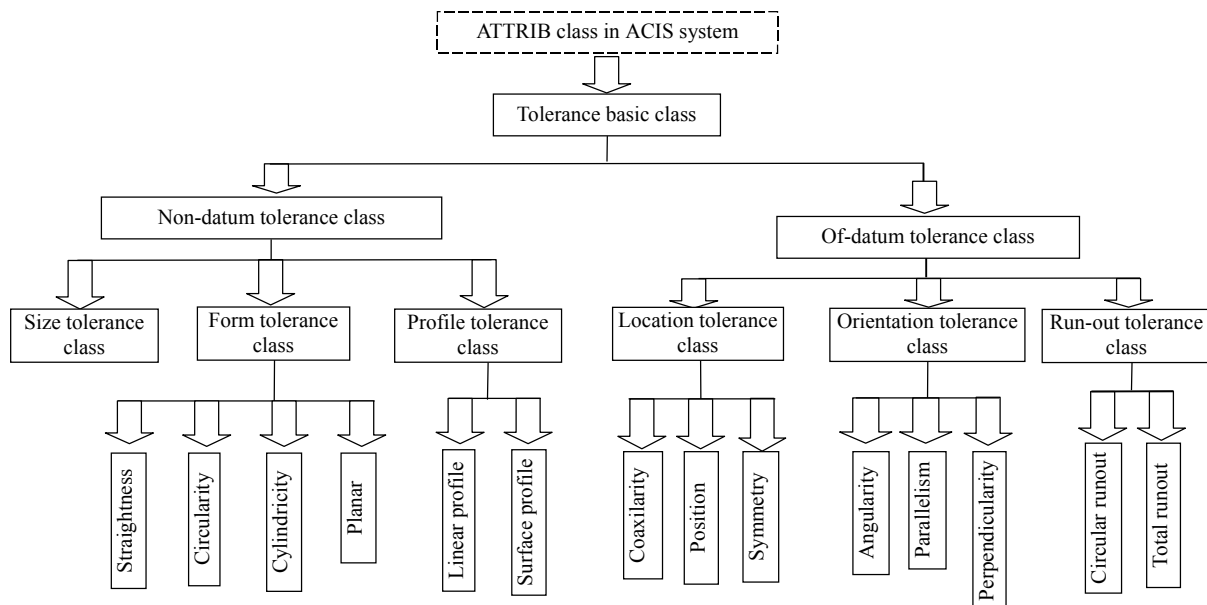 ATTRIB class in ACIS system
Tolerance basic class
Non-datum tolerance class
Of-datum tolerance class
Size tolerance
class
Form tolerance
class
Profile tolerance
class
Location tolerance
class
Orientation tolerance
class
Run-out tolerance
class
Straightness
Circularity
Cylindricity
Planar
Linear profile
Surface profile
Coaxilarity
Position
Symmetry
Angularity
Parallelism
Perpendicularity
Circular runout
Total runout